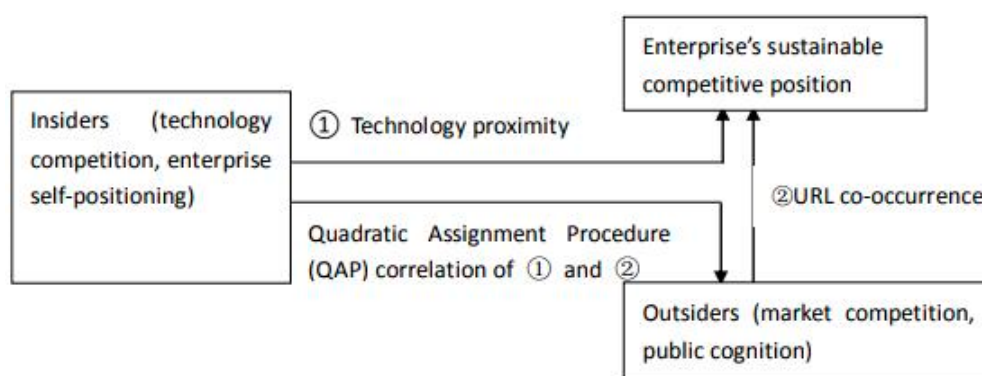 Enterprise's sustainable
competitive position
Insiders (technology
competition, enterprise
self-positioning)
① Technology proximity
②URL co-occurrence
Quadratic Assignment Procedure
(QAP) correlation of ① and ②
Outsiders (market competition,
public cognition)